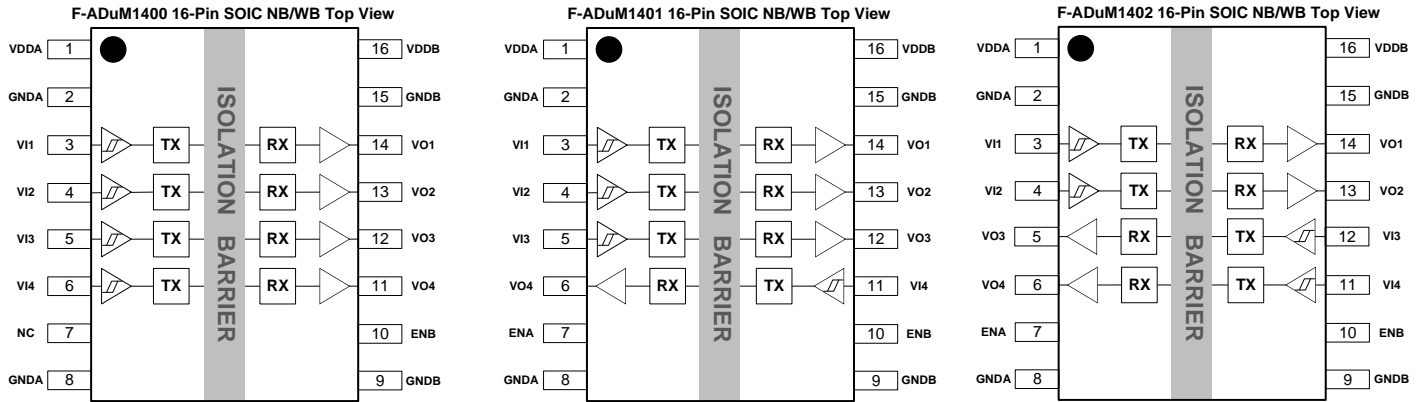 F-ADuM1400 16-Pin SOIC NB/WB Top View
VDDA 1 16 VDDB
GNDA 2 15 GNDB
VI1 3 TX RX 14 VO1
VI2 4 TX RX 13 VO2
VI3 5 TX RX 12 VO3
VI4 6 TX RX 11 VO4
NC 7 10 ENB
GNDA 8 9 GNDB
ISOLATION BARRIER
F-ADuM1401 16-Pin SOIC NB/WB Top View
VDDA 1 16 VDDB
GNDA 2 15 GNDB
VI1 3 TX RX 14 VO1
VI2 4 TX RX 13 VO2
VI3 5 TX RX 12 VO3
VO4 6 RX TX 11 VI4
ENA 7 10 ENB
GNDA 8 9 GNDB
ISOLATION BARRIER
F-ADuM1402 16-Pin SOIC NB/WB Top View
VDDA 1 16 VDDB
GNDA 2 15 GNDB
VI1 3 TX RX 14 VO1
VI2 4 TX RX 13 VO2
VO3 5 RX TX 12 VI3
VO4 6 RX TX 11 VI4
ENA 7 10 ENB
GNDA 8 9 GNDB
ISOLATION BARRIER